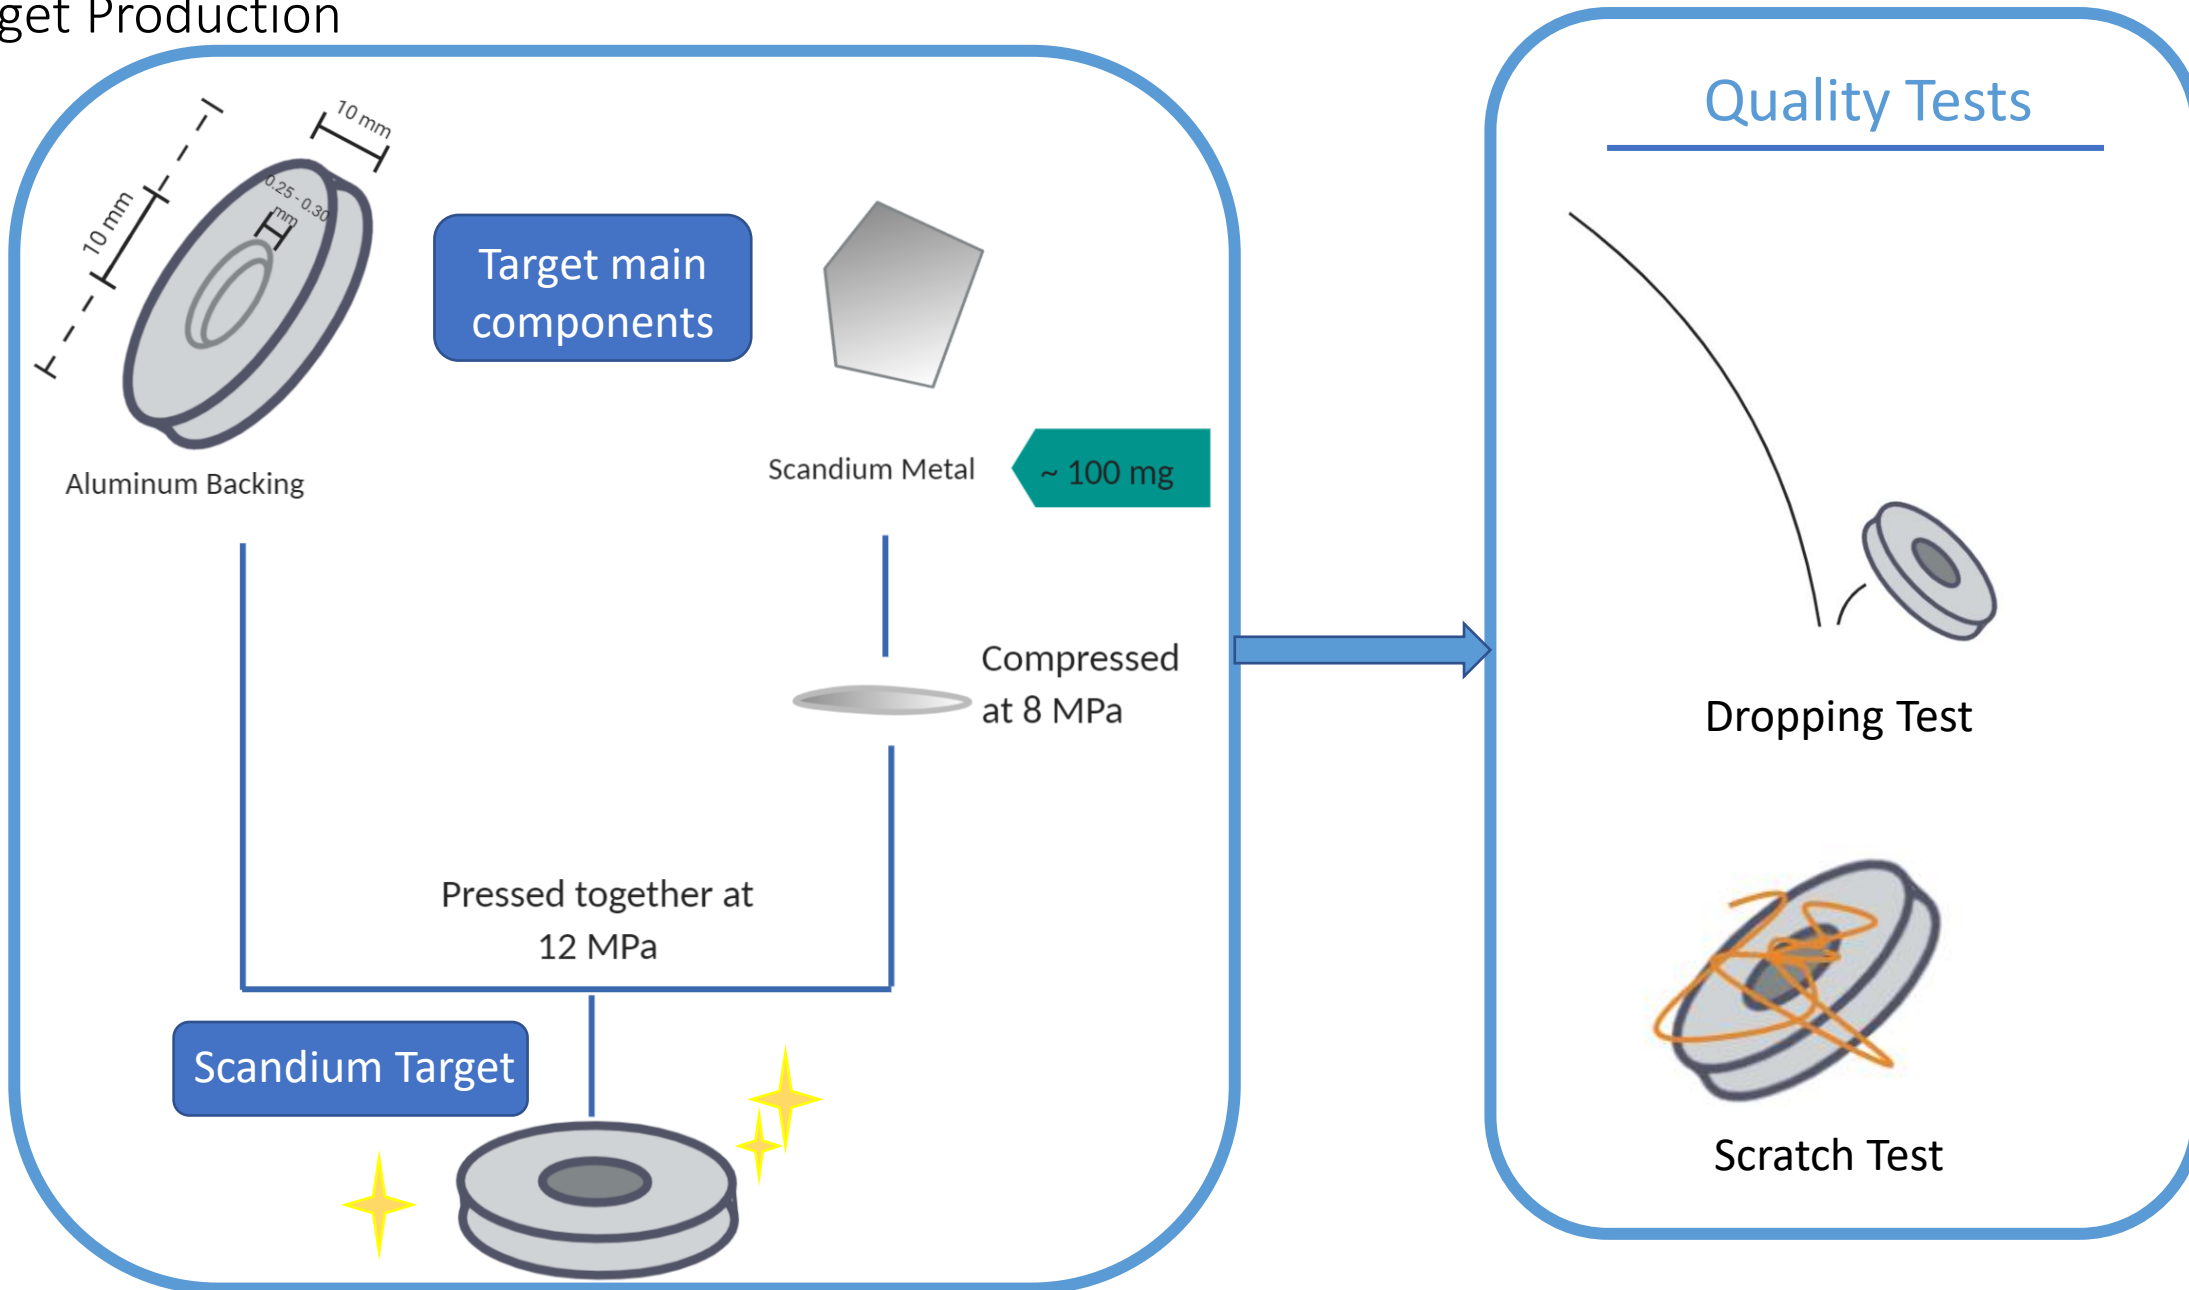 get Production
10 mm
10 mm
0.25 - 0.30
mm
Target main
components
Aluminum Backing
Scandium Metal
~ 100 mg
Compressed
at 8 MPa
Pressed together at
12 MPa
Scandium Target
Quality Tests
Dropping Test
Scratch Test